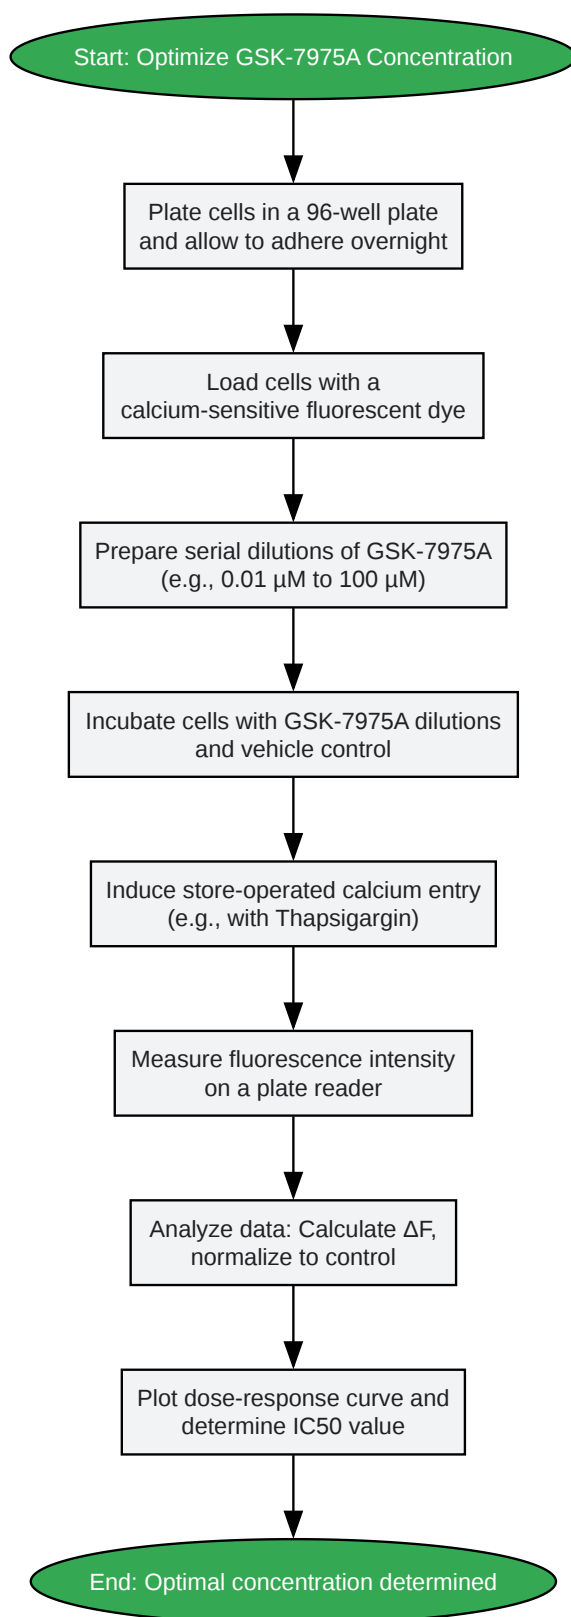 Start: Optimize GSK-7975A Concentration
Plate cells in a 96-well plate
and allow to adhere overnight
Load cells with a
calcium-sensitive fluorescent dye
Prepare serial dilutions of GSK-7975A
(e.g., 0.01 µM to 100 µM)
Incubate cells with GSK-7975A dilutions
and vehicle control
Induce store-operated calcium entry
(e.g., with Thapsigargin)
Measure fluorescence intensity
on a plate reader
Analyze data: Calculate ΔF,
normalize to control
Plot dose-response curve and
determine IC50 value
End: Optimal concentration determined